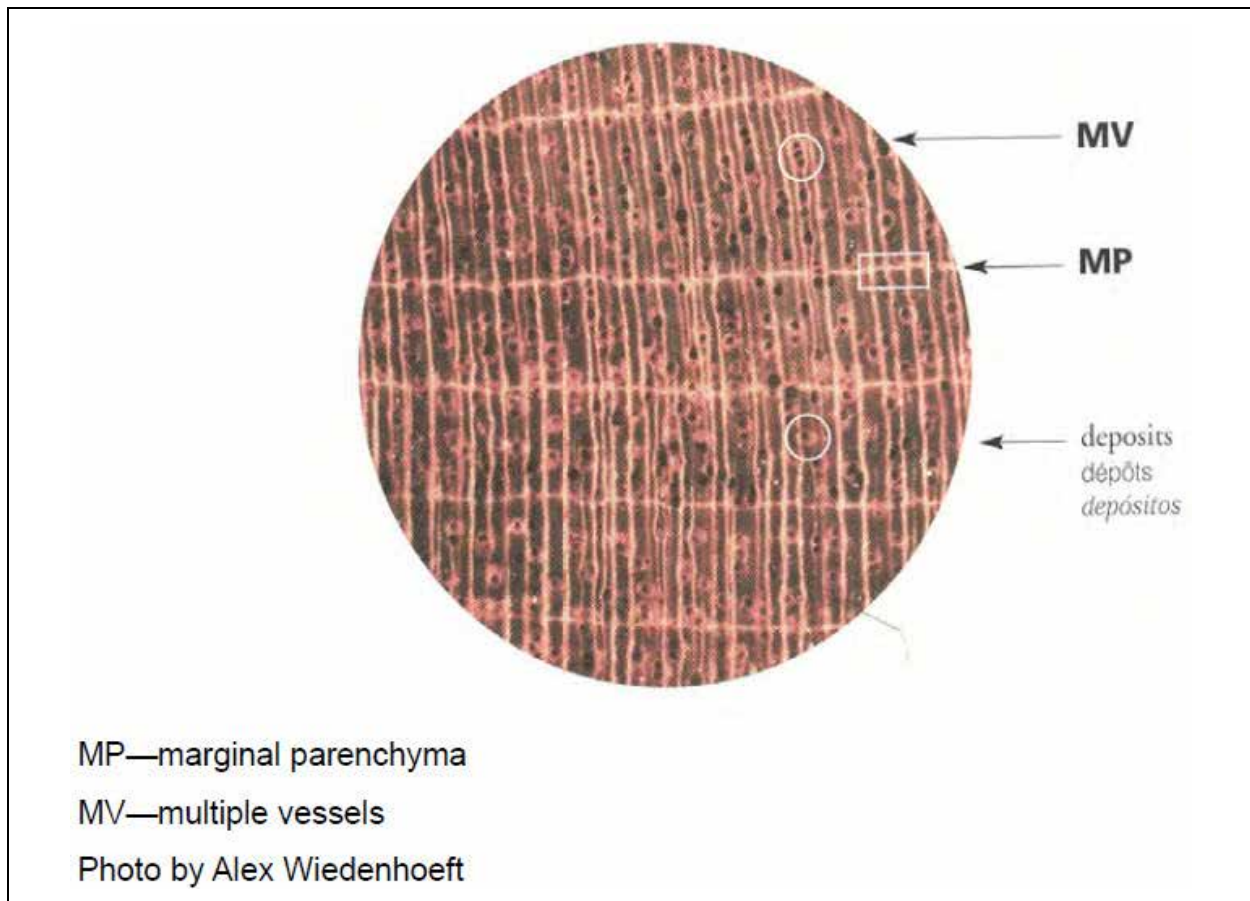 MV
MP
deposits
dépôts
depósitos
MP—marginal parenchyma
MV—multiple vessels
Photo by Alex Wiedenhoeft